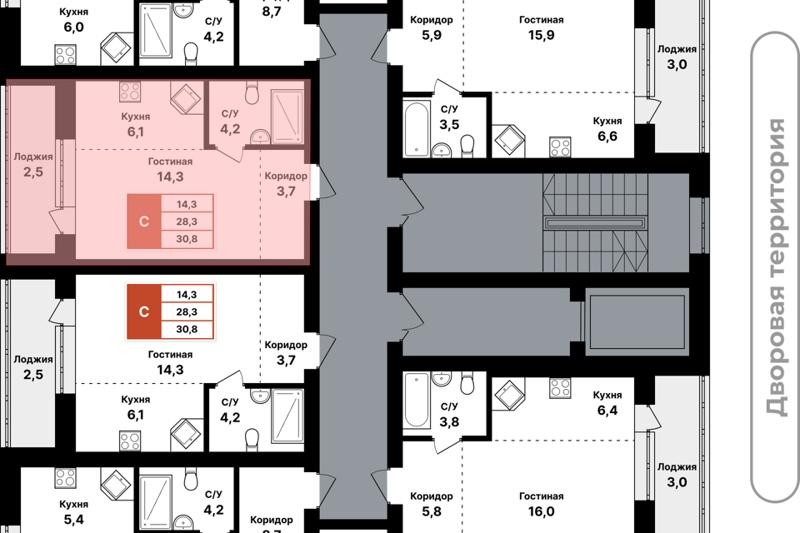 Кухня
6,0
С/У
4,2
8,7
Коридор
5,9
Гостиная
15,9
Лоджия
3,0
Кухня
6,1
С/У
4,2
Лоджия
2,5
Гостиная
14,3
Коридор
3,7
С
14,3
28,3
30,8
С/У
3,5
Кухня
6,6
С
14,3
28,3
30,8
Лоджия
2,5
Гостиная
14,3
Коридор
3,7
Кухня
6,1
С/У
4,2
С/У
3,8
Кухня
6,4
Лоджия
3,0
Кухня
5,4
С/У
4,2
Коридор
Коридор
5,8
Гостиная
16,0
Дворовая территория